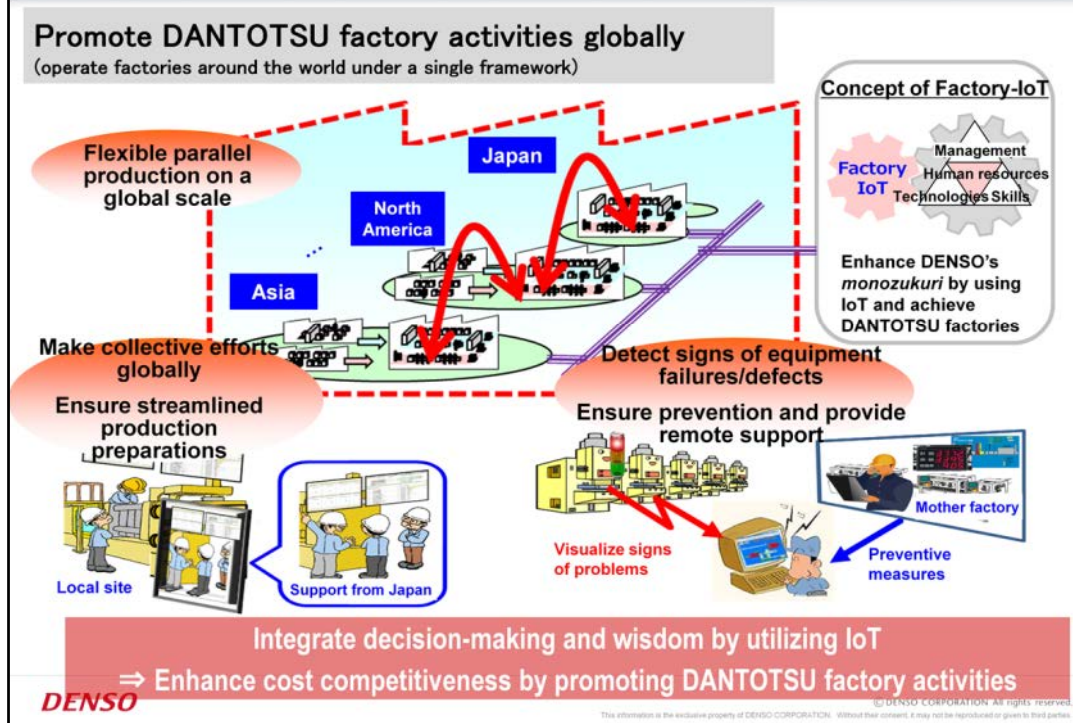 Promote DANTOTSU factory activities globally
(operate factories around the world under a single framework)
Concept of Factory-IoT
Factory
IoT
Management
Human resources
Technologies Skills
Enhance DENSO's
monozukuri by using
IoT and achieve
DANTOTSU factories
Flexible parallel
production on a
global scale
Japan
North
America
...
Asia
Make collective efforts
globally
Ensure streamlined
production
preparations
Detect signs of equipment
failures/defects
Ensure prevention and provide
remote support
Local site
Support from Japan
Visualize signs
of problems
Mother factory
Preventive
measures
Integrate decision-making and wisdom by utilizing IoT
⇒ Enhance cost competitiveness by promoting DANTOTSU factory activities
DENSO
© DENSO CORPORATION All rights reserved.
This information is the exclusive property of DENSO CORPORATION. Without their consent, it may not be reproduced or given to third parties.